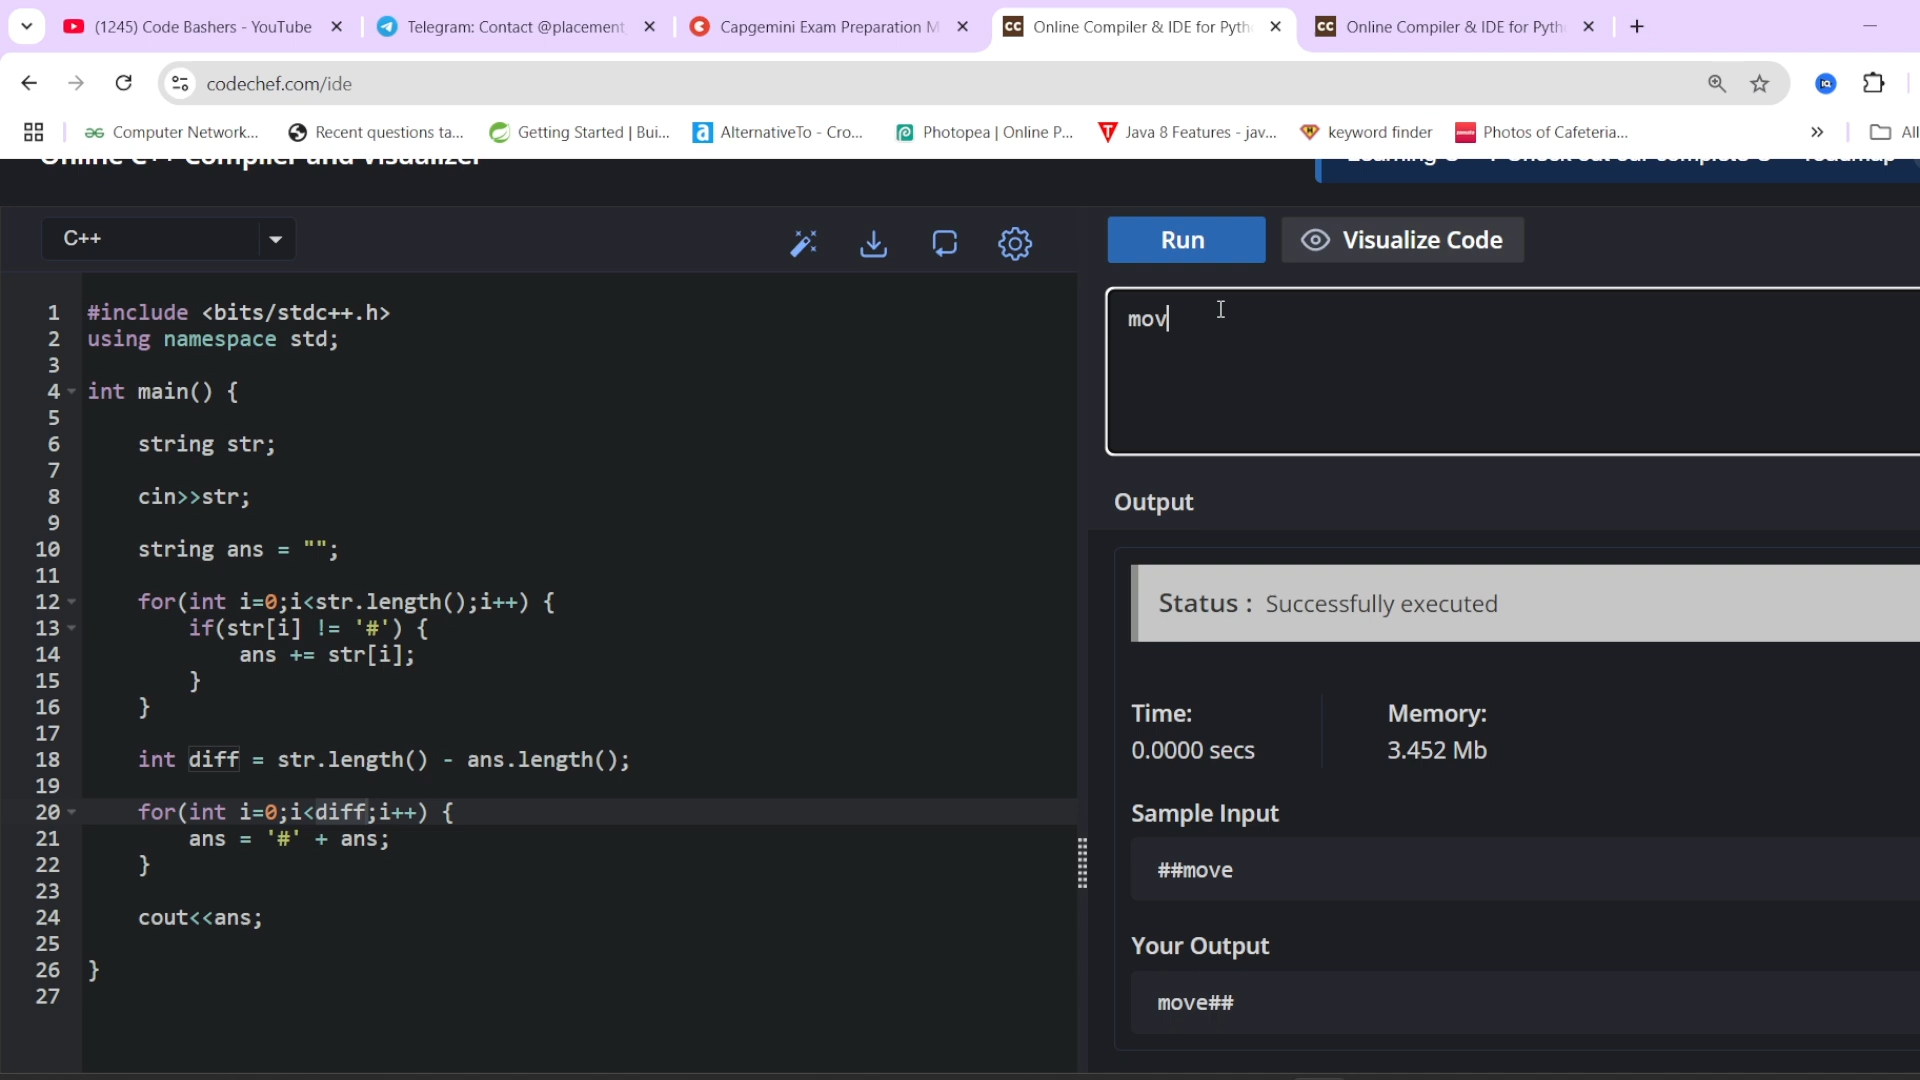 (1245) Code Bashers - YouTube
Telegram: Contact @placement
Capgemini Exam Preparation M
CC
Online Compiler & IDE for Pyth
CC
Online Compiler & IDE for Pyth
codechef.com/ide
Computer Network...
Recent questions ta...
Getting Started | Bui...
AlternativeTo - Cro...
Photopea | Online P...
Java 8 Features - jav...
keyword finder
Photos of Cafeteria...
»
All
Online C++ Compiler and Visualizer
C++
Run
Visualize Code
1 #include <bits/stdc++.h>
2 using namespace std;
3
4 int main() {
5
6 string str;
7
8 cin>>str;
9
10 string ans = "";
11
12 for(int i=0;i<str.length();i++) {
13 if(str[i] != '#') {
14 ans += str[i];
15 }
16 }
17
18 int diff = str.length() - ans.length();
19
20 for(int i=0;i<diff;i++) {
21 ans = '#' + ans;
22 }
23
24 cout<<ans;
25
26 }
27
mov
Output
Status : Successfully executed
Time:
0.0000 secs
Memory:
3.452 Mb
Sample Input
##move
Your Output
move##